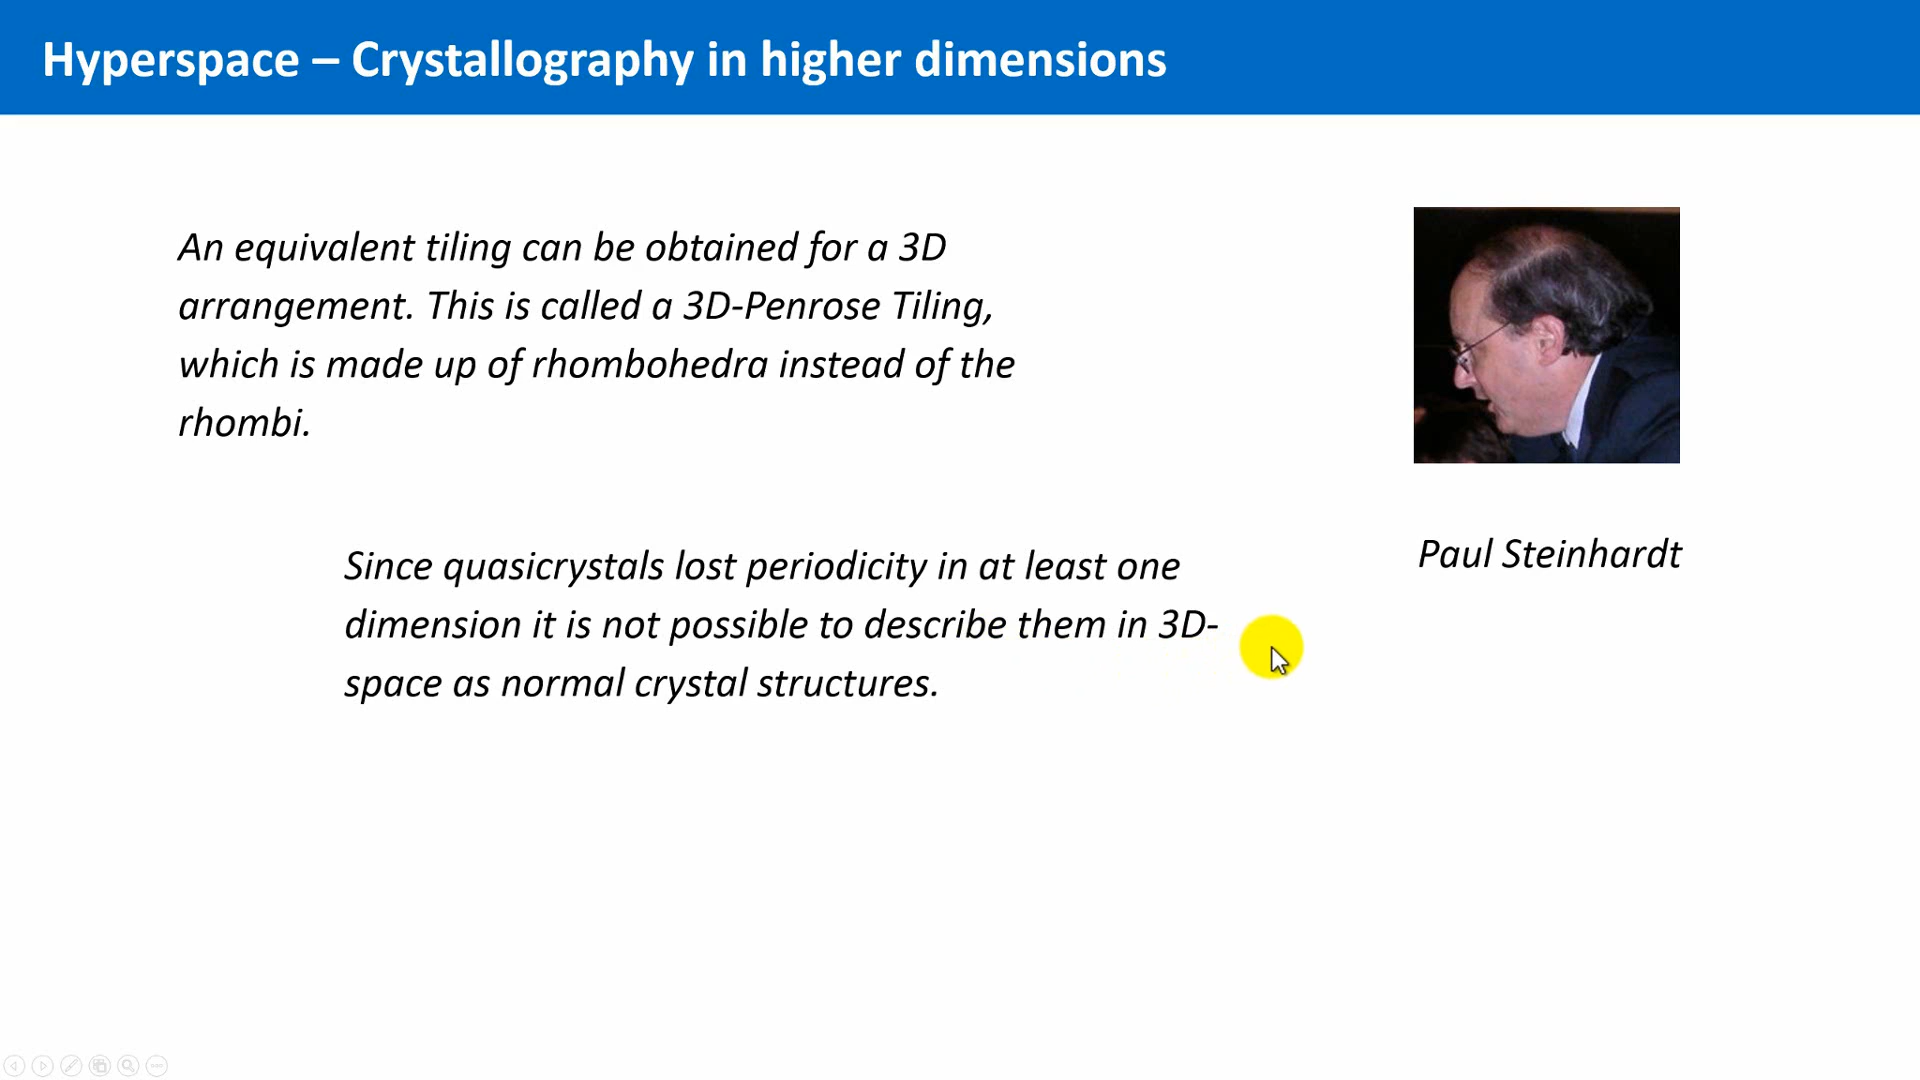 Hyperspace – Crystallography in higher dimensions
An equivalent tiling can be obtained for a 3D
arrangement. This is called a 3D-Penrose Tiling,
which is made up of rhombohedra instead of the
rhombi.
Since quasicrystals lost periodicity in at least one
dimension it is not possible to describe them in 3D-
space as normal crystal structures.
Paul Steinhardt